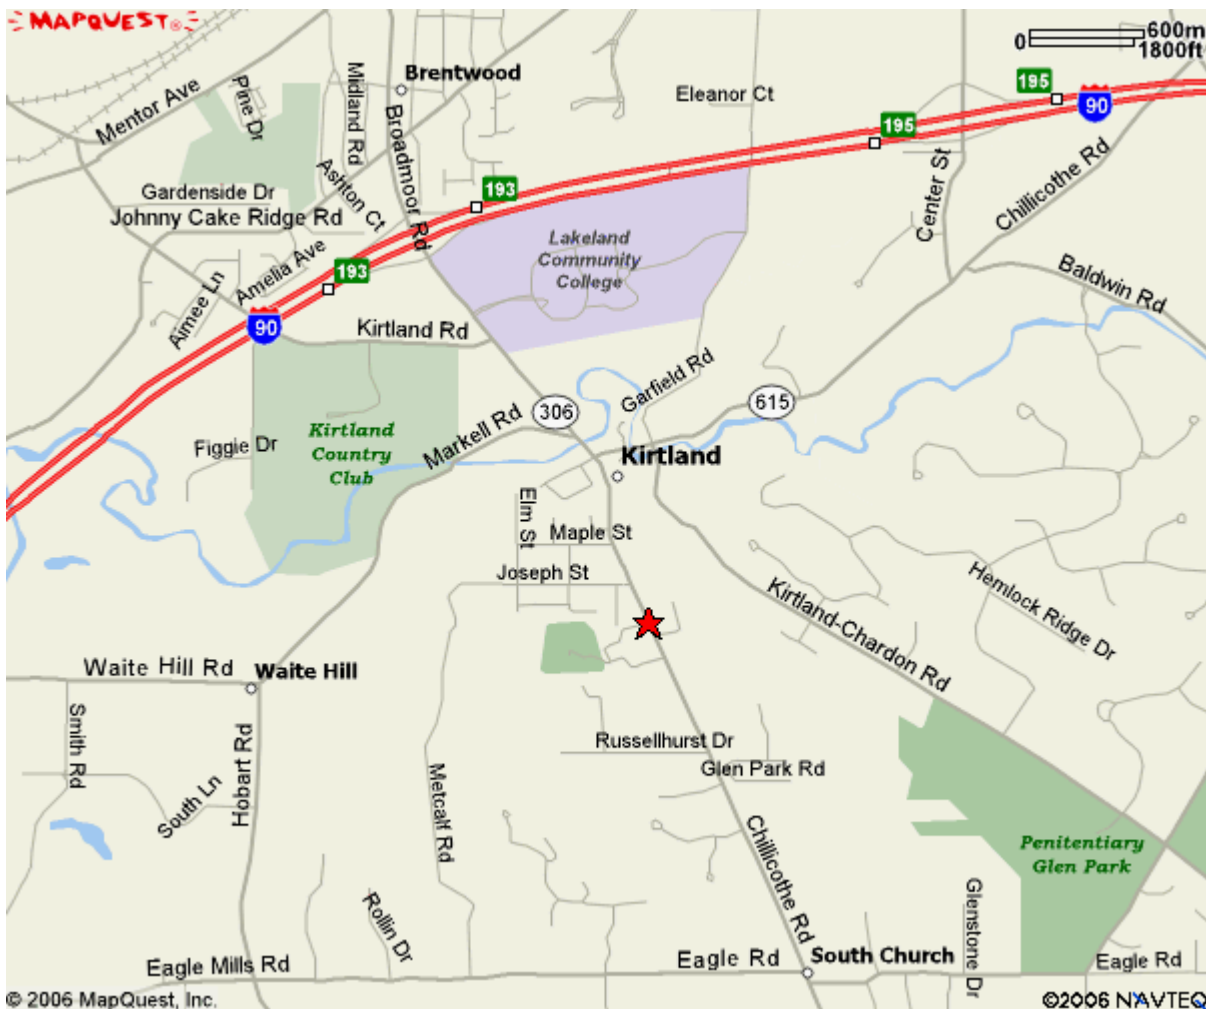 MAPQUEST
600m
0
1800ft
Brentwood
Mentor Ave
Pine Dr
Midland Rd
Eleanor Ct
195
90
195
Broadmoor Rd
Ashton Ct
Gardenside Dr
Johnny Cake Ridge Rd
193
Center St
Chillicothe Rd
Lakeland
Community
College
Amelia Ave
193
Aimee Ln
Baldwin Rd
90
Kirtland Rd
Garfield Rd
306
615
Markell Rd
Figgie Dr
Kirtland
Country
Club
Kirtland
Elm St
Maple St
Joseph St
Hemlock Ridge Dr
Kirtland-Chardon Rd
Waite Hill Rd
Waite Hill
Smith Rd
Hobart Rd
South Ln
Russellhurst Dr
Glen Park Rd
Metcalf Rd
Chillicothe Rd
Penitentiary
Glen Park
Rollin Dr
Glenstone Dr
Eagle Mills Rd
Eagle Rd
South Church
Eagle Rd
© 2006 MapQuest, Inc.
©2006 NAVTEQ